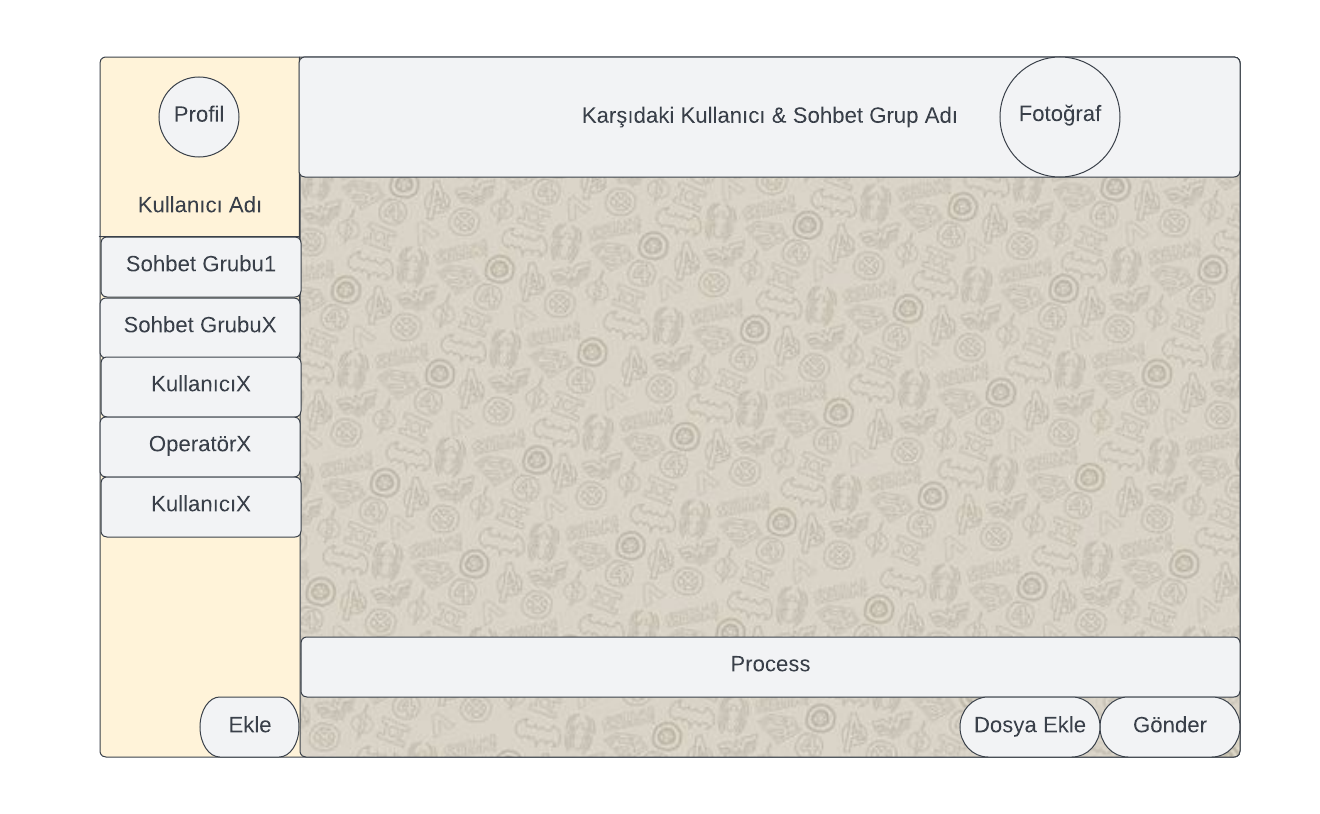 Profil
Kullanıcı Adı
Sohbet Grubu1
Sohbet GrubuX
KullanıcıX
OperatörX
KullanıcıX
Ekle
Karşıdaki Kullanıcı & Sohbet Grup Adı
Fotoğraf
Process
Dosya Ekle
Gönder